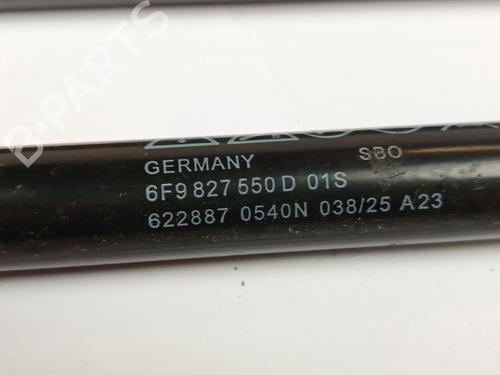 B-PARTS
GERMANY SBO
6F9 827 550 D 01S
622887 0540N 038/25 A23